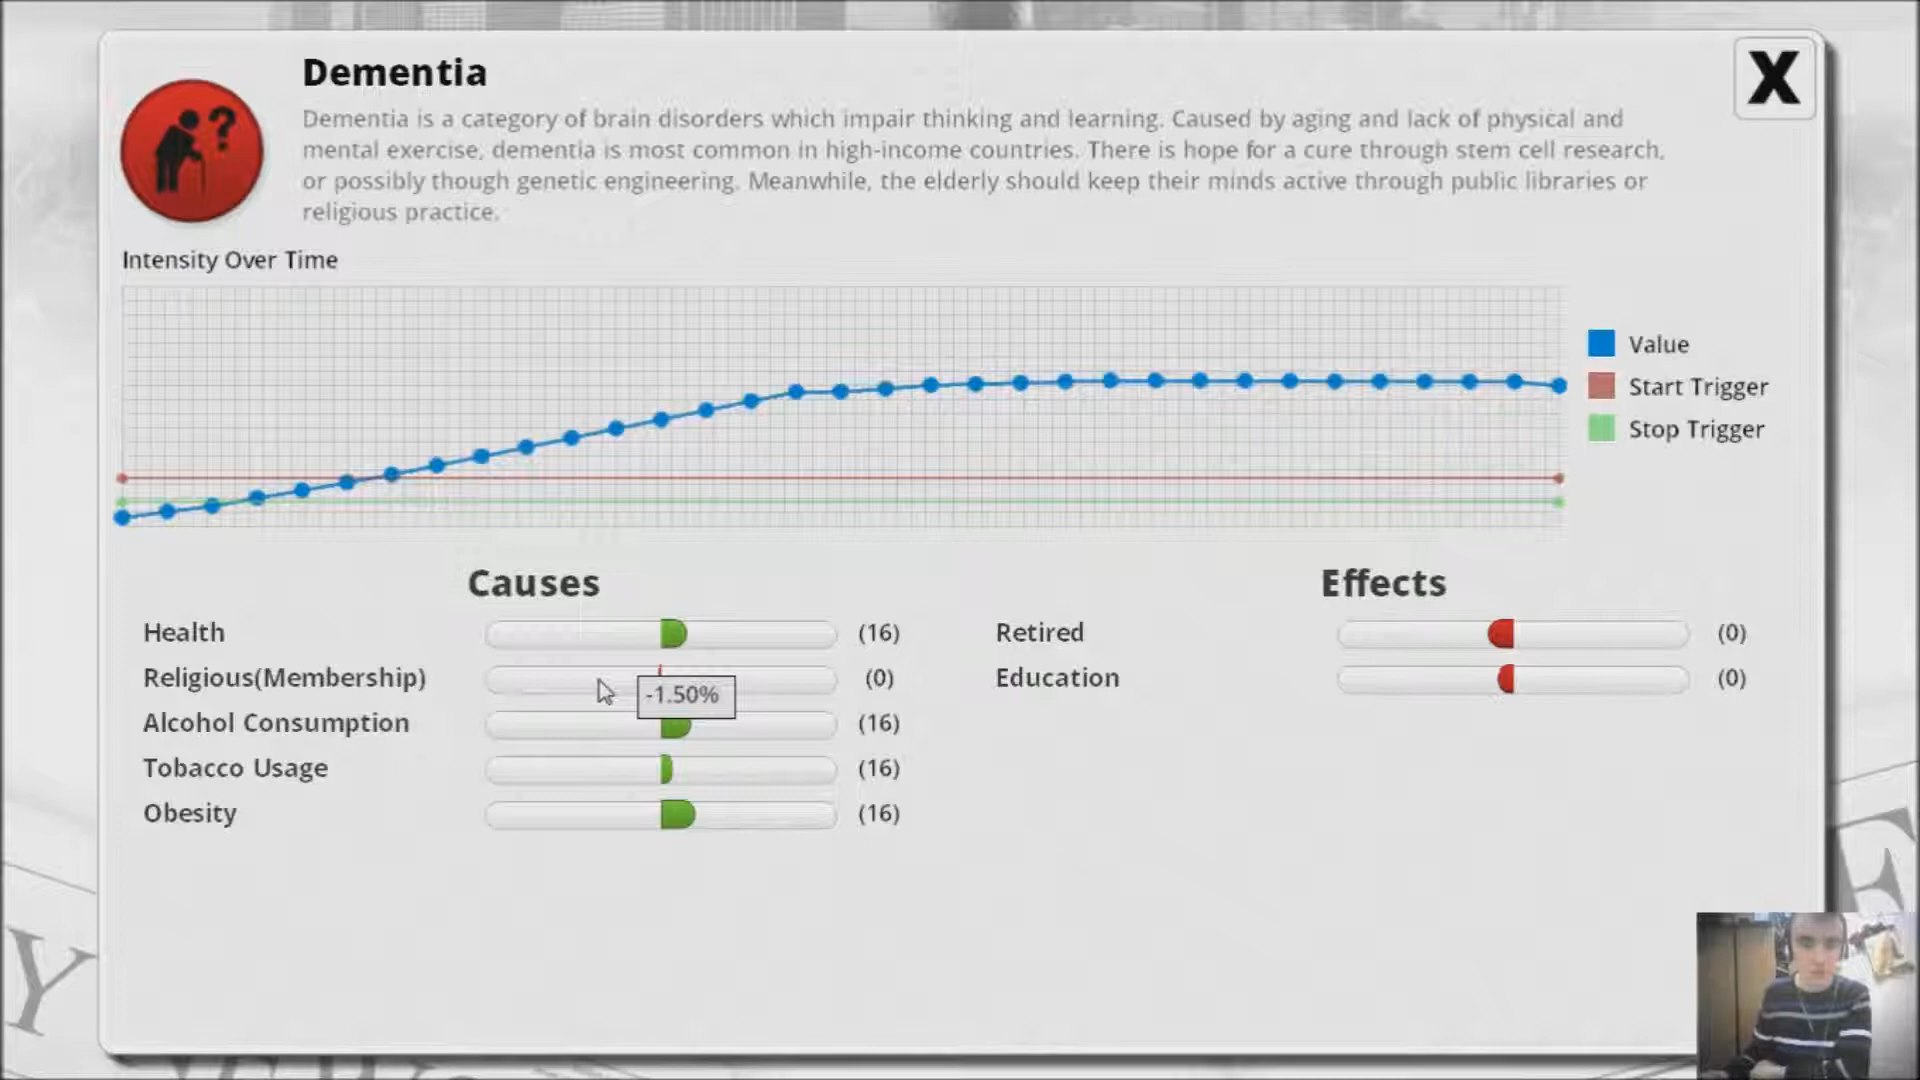 Dementia
X
Dementia is a category of brain disorders which impair thinking and learning. Caused by aging and lack of physical and
mental exercise, dementia is most common in high-income countries. There is hope for a cure through stem cell research,
or possibly though genetic engineering. Meanwhile, the elderly should keep their minds active through public libraries or
religious practice.
Intensity Over Time
Value
Start Trigger
Stop Trigger
Causes
Effects
Health (16)
Retired (0)
Religious(Membership) (0)
Education (0)
-1.50%
Alcohol Consumption (16)
Tobacco Usage (16)
Obesity (16)